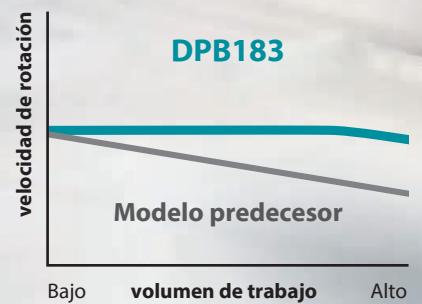 DPB183
velocidad de rotación
Modelo predecesor
Bajo volumen de trabajo Alto